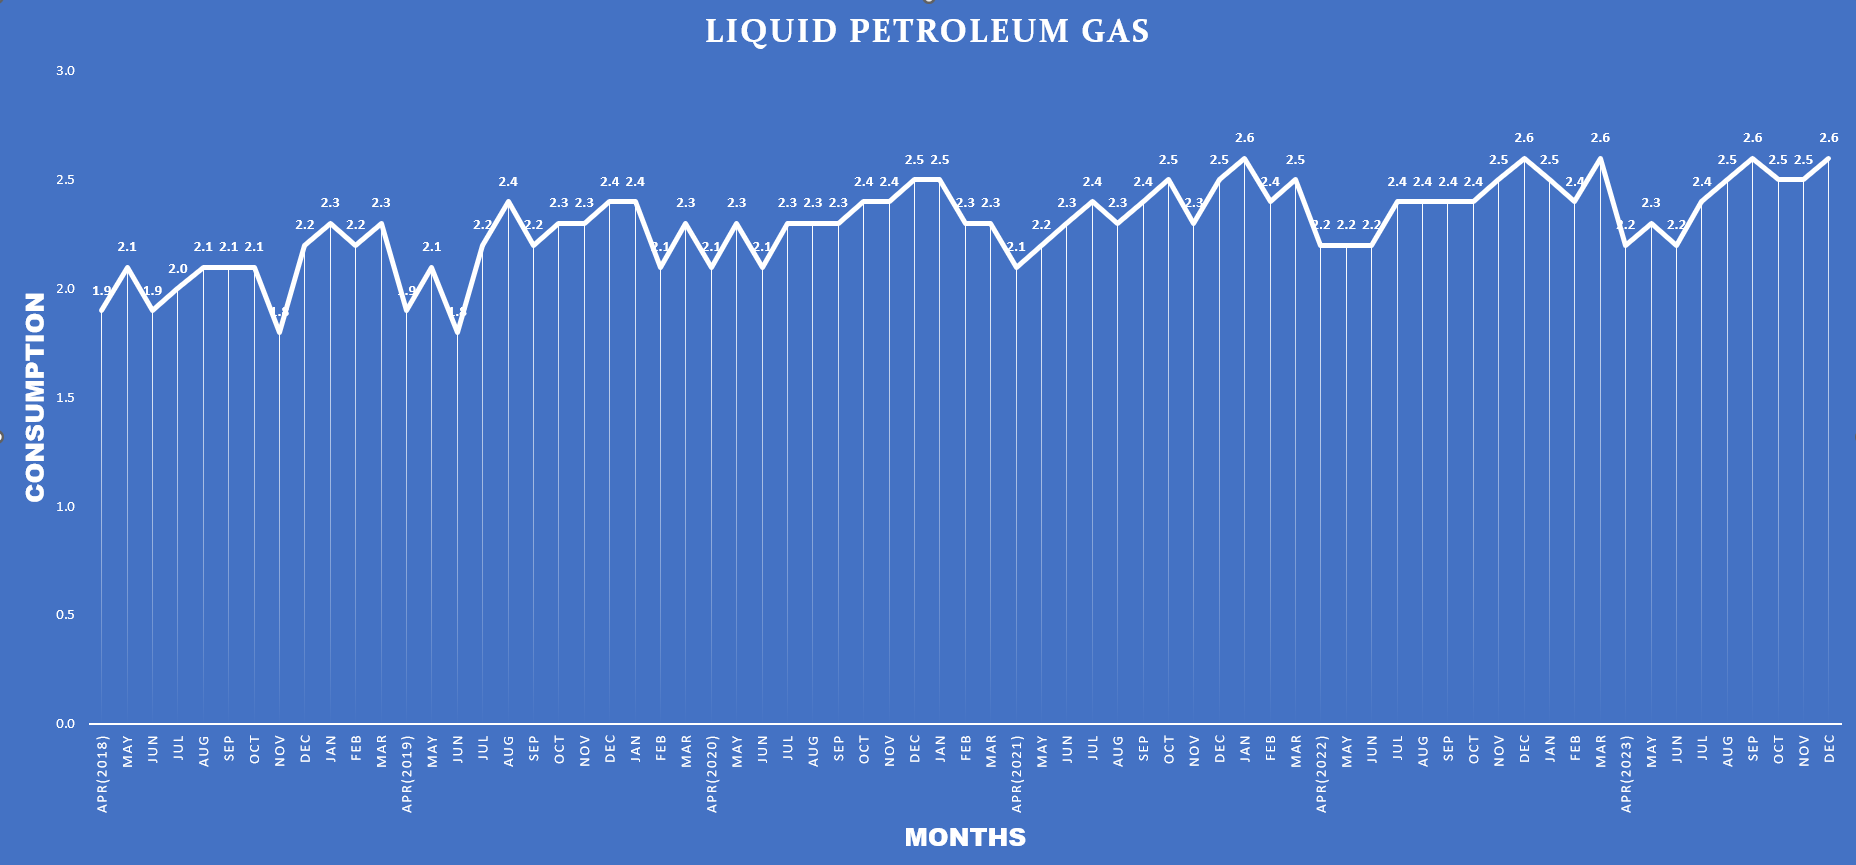 LIQUID PETROLEUM GAS
3.0
2.5
2.0
1.5
1.0
0.5
0.0
CONSUMPTION
1.9
2.1
1.9
2.0
2.1
2.1
2.1
1.8
2.2
2.3
2.2
2.3
1.9
2.1
1.8
2.2
2.4
2.2
2.3
2.3
2.4
2.4
2.1
2.3
2.1
2.3
2.1
2.3
2.3
2.3
2.4
2.4
2.5
2.5
2.3
2.3
2.1
2.2
2.3
2.4
2.3
2.4
2.5
2.3
2.5
2.6
2.4
2.5
2.2
2.2
2.2
2.4
2.4
2.4
2.4
2.5
2.6
2.5
2.4
2.6
2.2
2.3
2.2
2.4
2.5
2.6
2.5
2.5
2.6
APR(2018)
MAY
JUN
JUL
AUG
SEP
OCT
NOV
DEC
JAN
FEB
MAR
APR(2019)
MAY
JUN
JUL
AUG
SEP
OCT
NOV
DEC
JAN
FEB
MAR
APR(2020)
MAY
JUN
JUL
AUG
SEP
OCT
NOV
DEC
JAN
FEB
MAR
APR(2021)
MAY
JUN
JUL
AUG
SEP
OCT
NOV
DEC
JAN
FEB
MAR
APR(2022)
MAY
JUN
JUL
AUG
SEP
OCT
NOV
DEC
JAN
FEB
MAR
APR(2023)
MAY
JUN
JUL
AUG
SEP
OCT
NOV
DEC
MONTHS